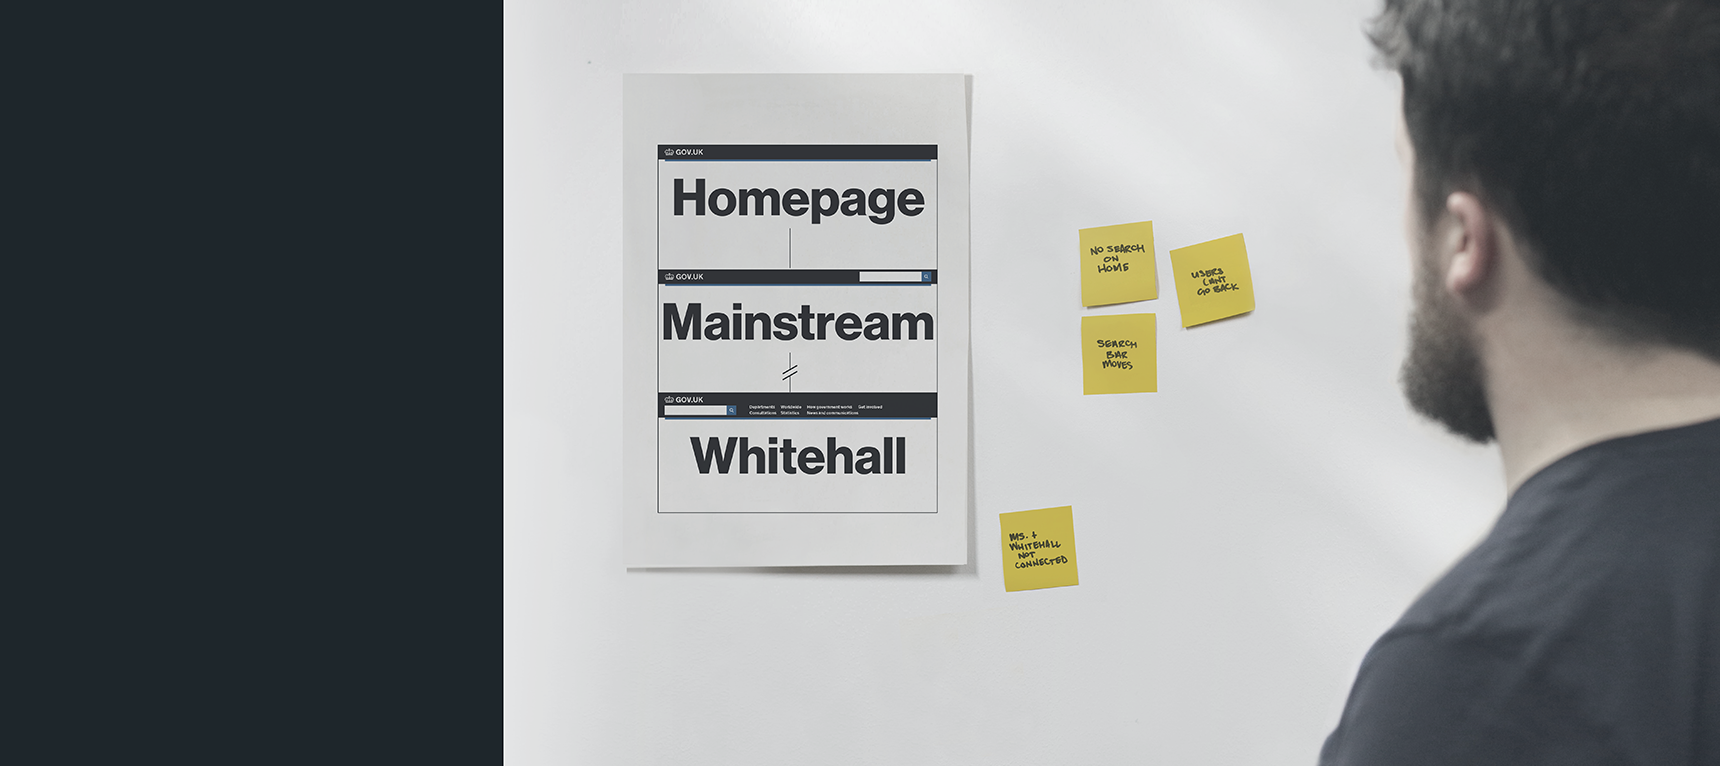 GOV.UK
Homepage
GOV.UK
Mainstream
GOV.UK
Departments Worldwide How government works Get involved
Consultations Statistics News and communications
Whitehall
NO SEARCH
ON
HOME
USERS
CANT
GO BACK
SEARCH
BAR
MOVES
MS. +
WHITEHALL
NOT
CONNECTED